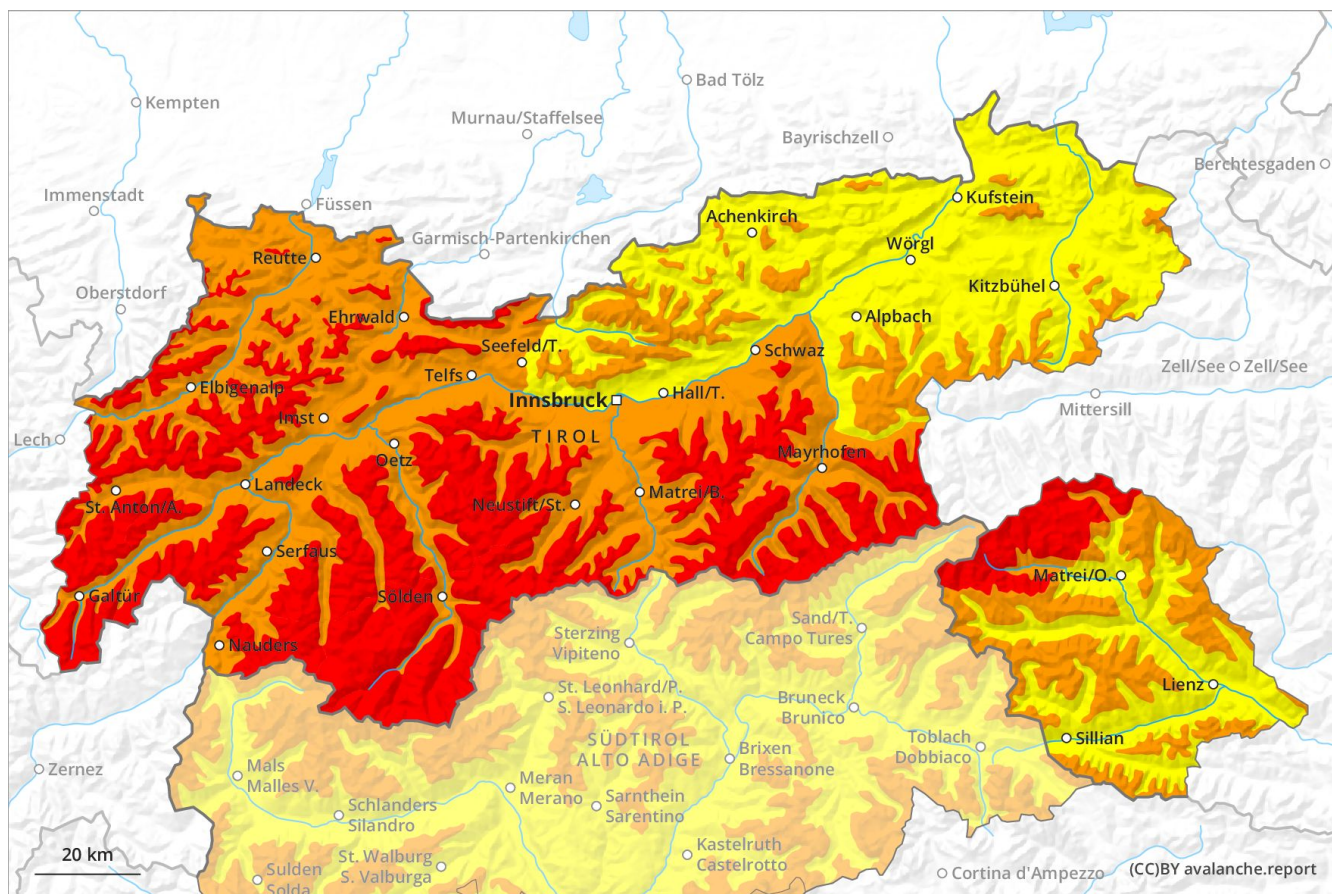 Bad Tölz
Kempten
Murnau/Staffelsee
Bayrischzell
Berchtesgaden
Immenstadt
Füssen
Kufstein
Achenkirch
Garmisch-Partenkirchen
Wörgl
Reutte
Kitzbühel
Oberstdorf
Ehrwald
Alpbach
Seefeld/T.
Schwaz
Zell/See
Zell/See
Telfs
Elbigenalp
Hall/T.
Innsbruck
Mittersill
Imst
TIROL
Lech
Mayrhofen
Oetz
Landeck
Matrei/B.
St. Anton/A.
Neustift/St.
Serfaus
Matrei/O.
Galtür
Sölden
Sand/T.
Campo Tures
Sterzing
Vipiteno
Nauders
Lienz
St. Leonhard/P.
S. Leonardo i. P.
Bruneck
Brunico
Sillian
SÜDTIROL
ALTO ADIGE
Toblach
Dobbiaco
Brixen
Bressanone
Zernez
Mals
Malles V.
Meran
Merano
Sarnthein
Sarentino
Schlanders
Silandro
Kastelruth
Castelrotto
20 km
St. Walburg
S. Valburga
Sulden
Solda
Cortina d'Ampezzo
(CC)BY avalanche.report